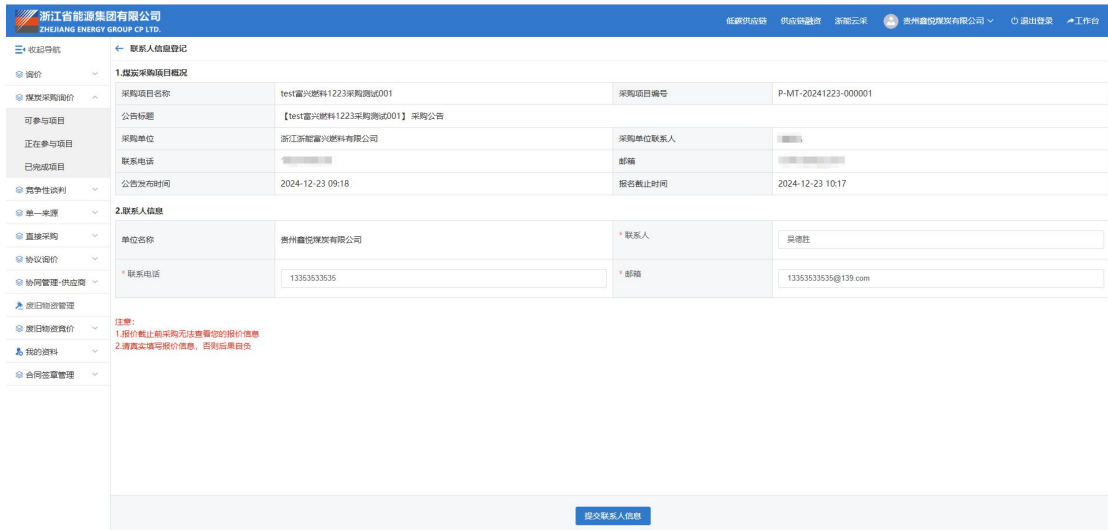 浙江省能源集团有限公司
ZHEJIANG ENERGY GROUP CP LTD.
低碳供应链 供应链融资 浙能云采 贵州鑫悦煤炭有限公司 退出登录 工作台
收起导航
询价
煤炭采购询价
可参与项目
正在参与项目
已完成项目
竞争性谈判
单一来源
直接采购
协议询价
协同管理-供应商
废旧物资管理
废旧物资竞价
我的资料
合同签章管理
← 联系人信息登记
1.煤炭采购项目概况
采购项目名称 test富兴燃料1223采购测试001 采购项目编号 P-MT-20241223-000001
公告标题 【test富兴燃料1223采购测试001】采购公告
采购单位 浙江浙能富兴燃料有限公司 采购单位联系人
联系电话 邮箱
公告发布时间 2024-12-23 09:18 报名截止时间 2024-12-23 10:17
2.联系人信息
单位名称 贵州鑫悦煤炭有限公司 * 联系人 吴德胜
* 联系电话 13353533535 * 邮箱 13353533535@139.com
注意：
1.报价截止前采购无法查看您的报价信息
2.请真实填写报价信息，否则后果自负
提交联系人信息